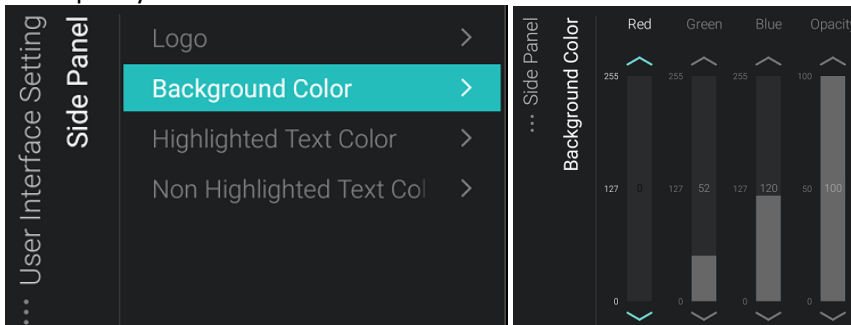 ... User Interface Setting
Side Panel
Logo
Background Color
Highlighted Text Color
Non Highlighted Text Col
... Side Panel
Background Color
Red Green Blue Opacity
255 255 255 100
127 0 127 52 127 120 50 100
0 0 0 0